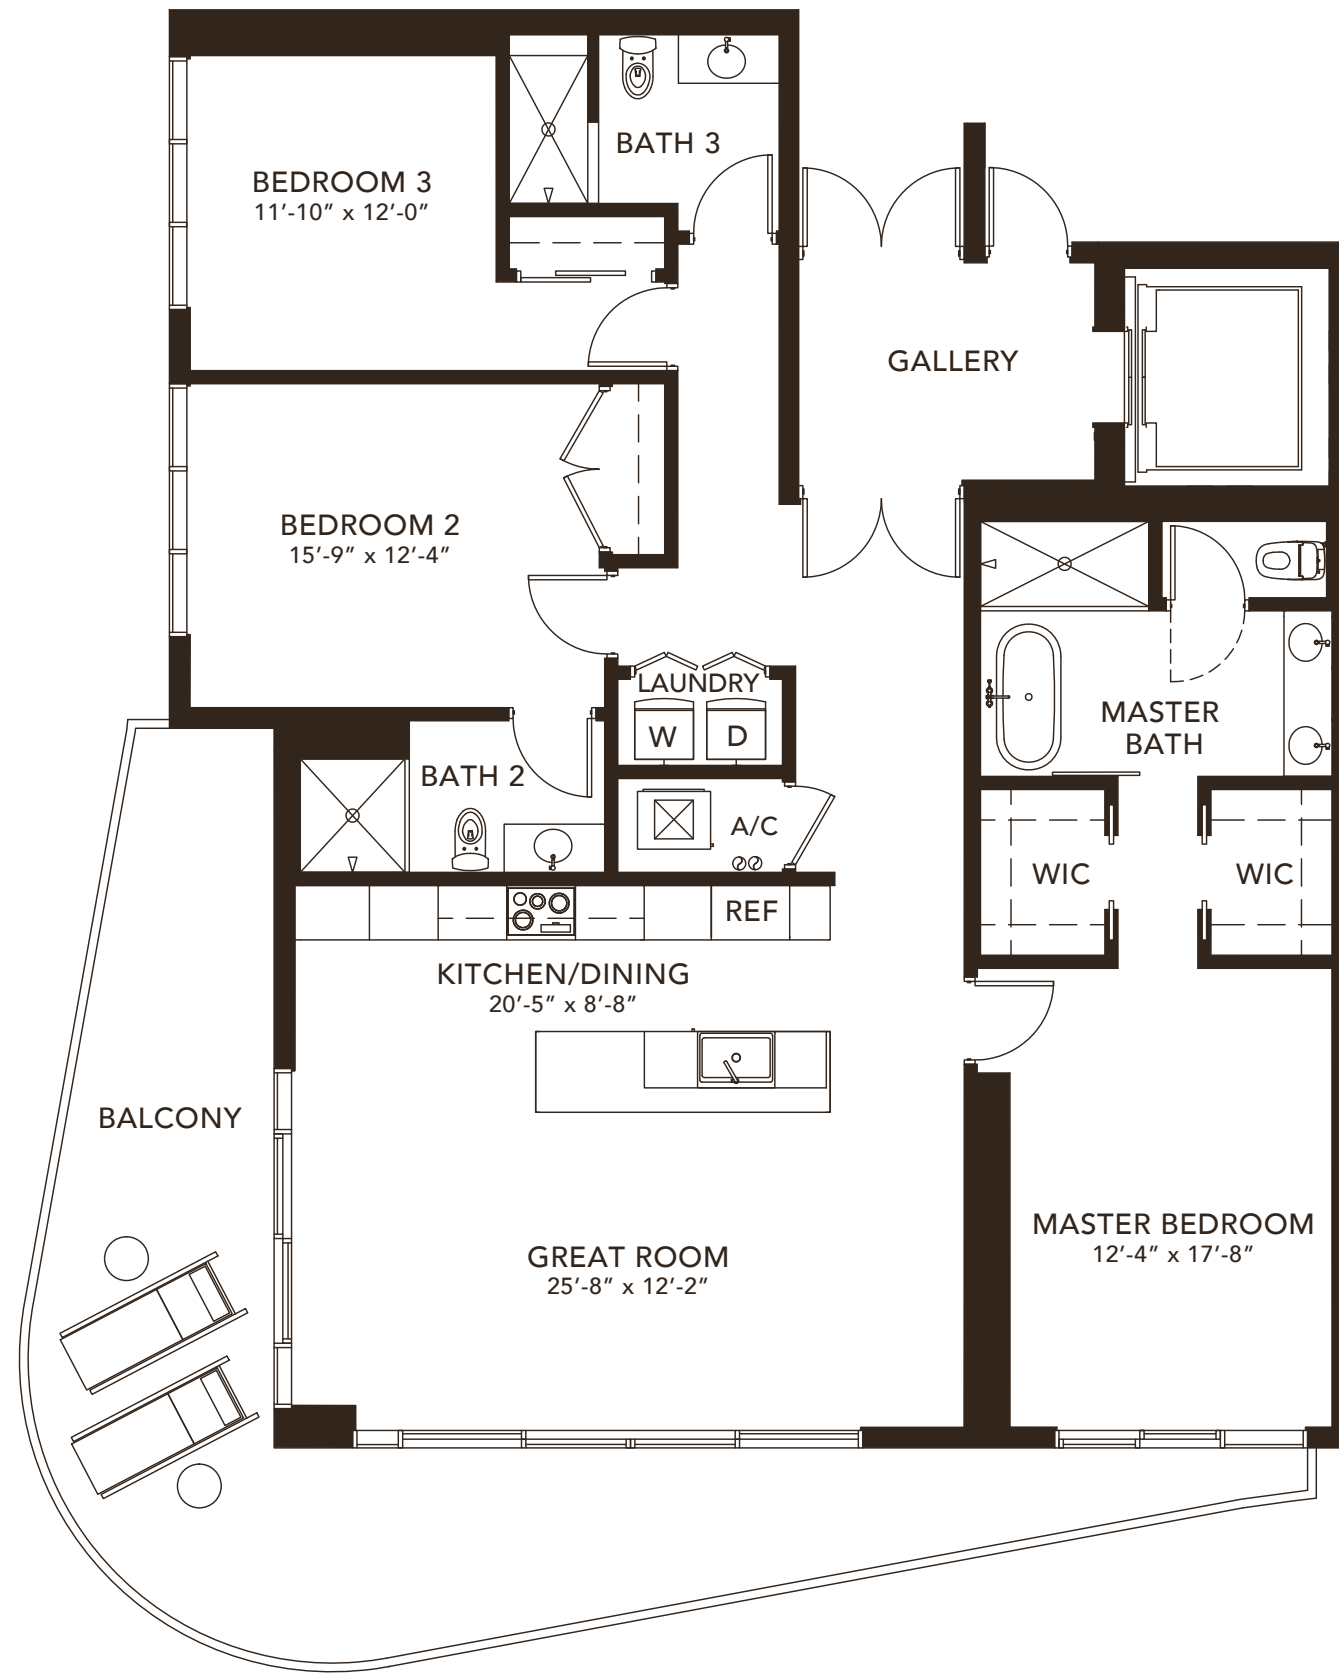 BATH 3
BEDROOM 3
11'-10" x 12'-0"
GALLERY
BEDROOM 2
15'-9" x 12'-4"
LAUNDRY
W
D
MASTER
BATH
BATH 2
A/C
WIC
WIC
REF
KITCHEN/DINING
20'-5" x 8'-8"
BALCONY
MASTER BEDROOM
12'-4" x 17'-8"
GREAT ROOM
25'-8" x 12'-2"